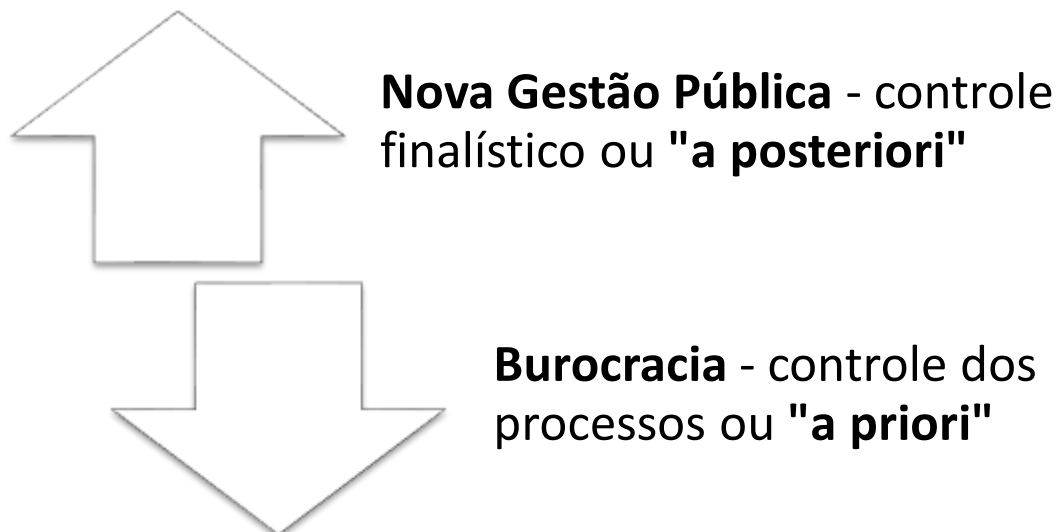 Nova Gestão Pública - controle
finalístico ou "a posteriori"
Burocracia - controle dos
processos ou "a priori"